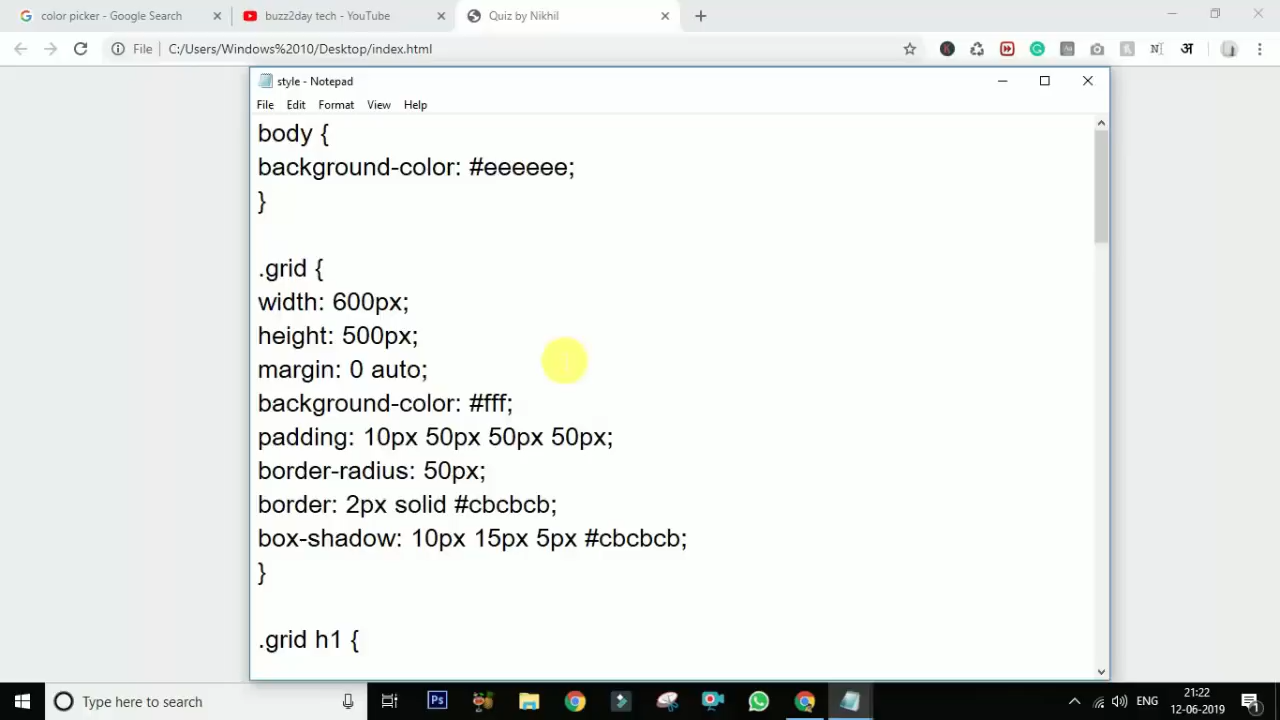 color picker - Google Search
buzz2day tech - YouTube
Quiz by Nikhil
File
C:/Users/Windows%2010/Desktop/index.html
style - Notepad
File Edit Format View Help
body {
background-color: #eeeeee;
}
.grid {
width: 600px;
height: 500px;
margin: 0 auto;
background-color: #fff;
padding: 10px 50px 50px 50px;
border-radius: 50px;
border: 2px solid #cbcbcb;
box-shadow: 10px 15px 5px #cbcbcb;
}
.grid h1 {
Type here to search
Ps
ENG
21:22
12-06-2019